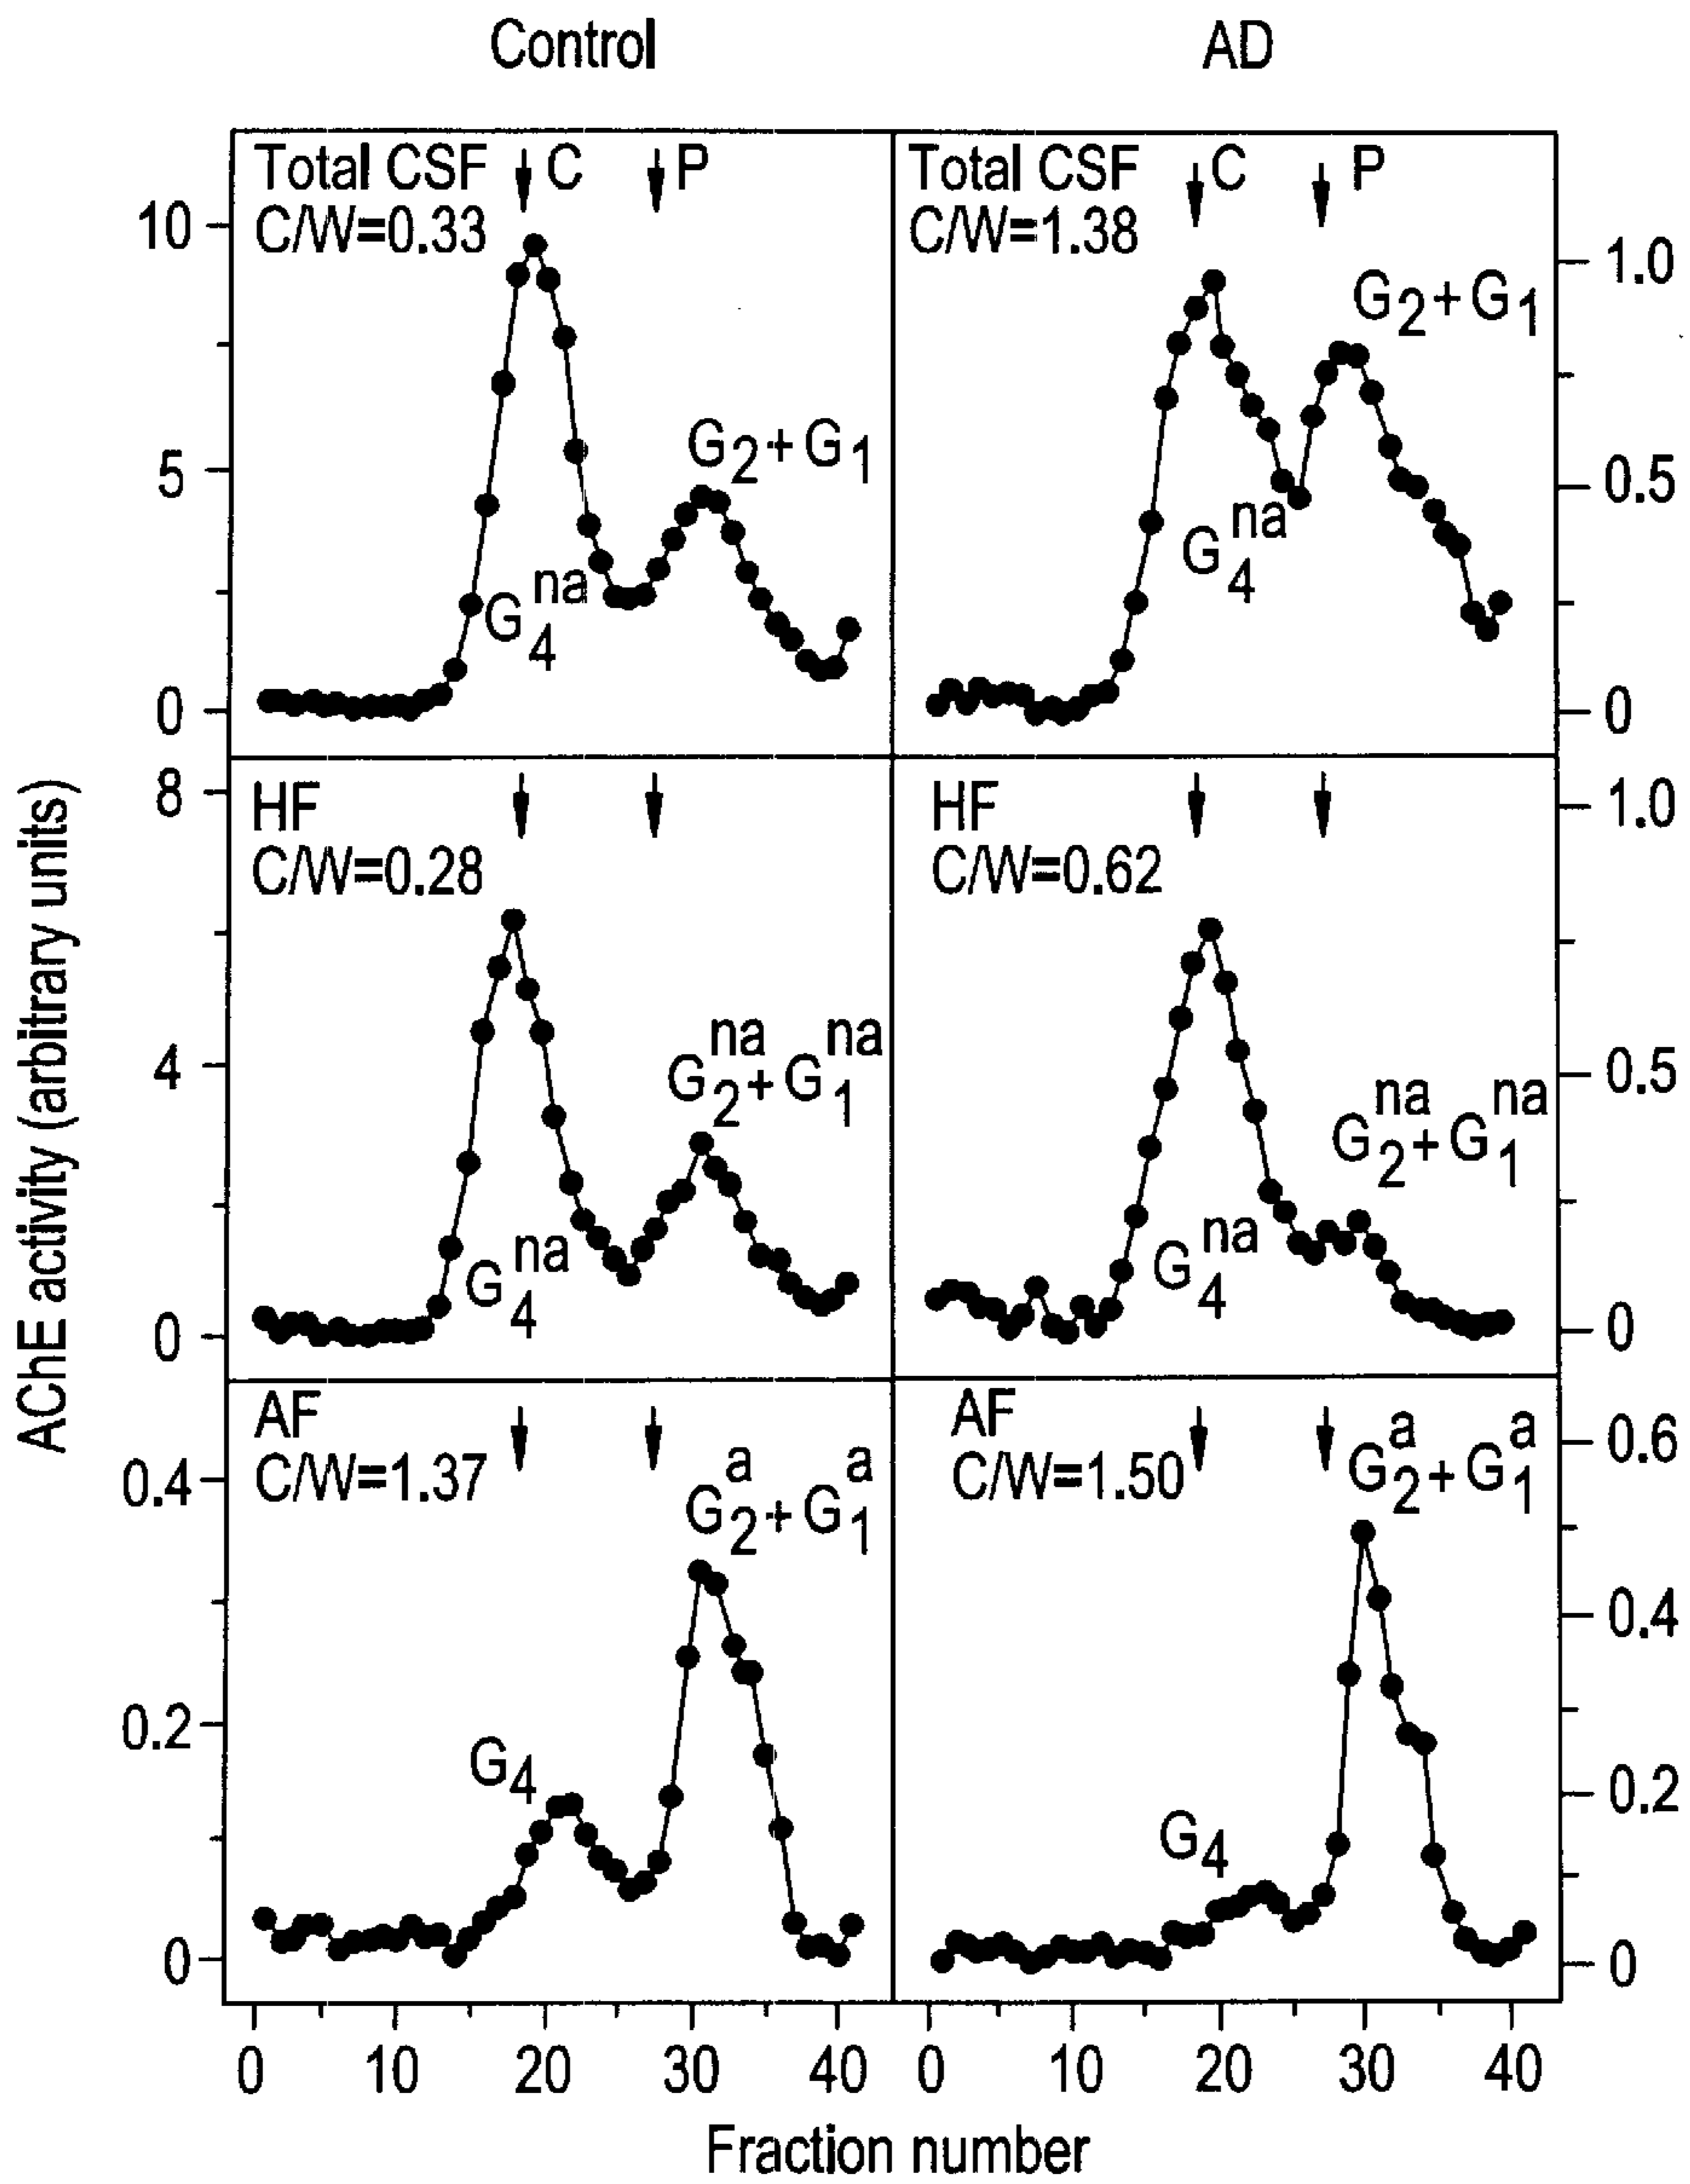 Control
AD
Total CSF C P
C/W=0.33
G2+G1
G4na
10
5
0
Total CSF C P
C/W=1.38
G2+G1
G4na
1.0
0.5
0
HF
C/W=0.28
G2na+G1na
G4na
8
4
0
HF
C/W=0.62
G2na+G1na
G4na
1.0
0.5
0
AF
C/W=1.37
G2a+G1a
G4
0.4
0.2
0
AF
C/W=1.50
G2a+G1a
G4
0.6
0.4
0.2
0
AChE activity (arbitrary units)
0 10 20 30 40 0 10 20 30 40
Fraction number